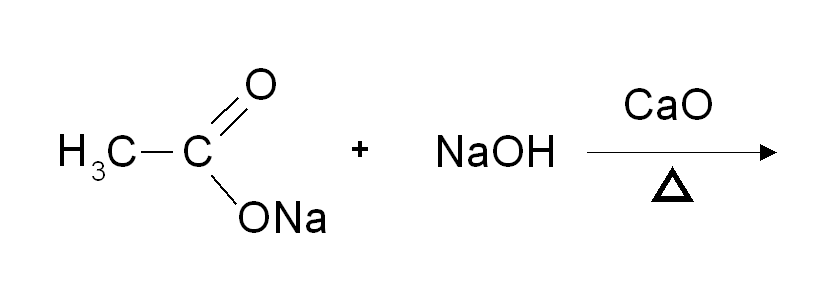 O
CaO
H₃C–C + NaOH
ONa
Δ